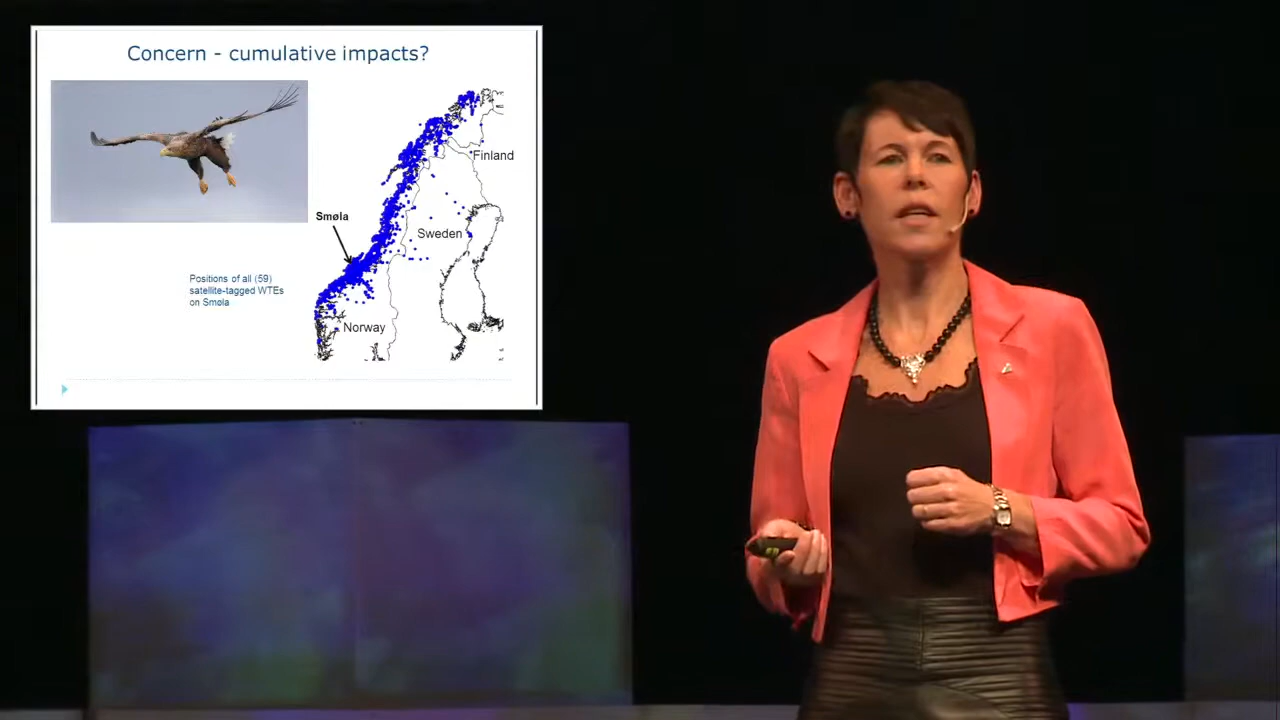 Concern - cumulative impacts?
Finland
Smøla
Sweden
Positions of all (59)
satellite-tagged WTEs
on Smøla
Norway